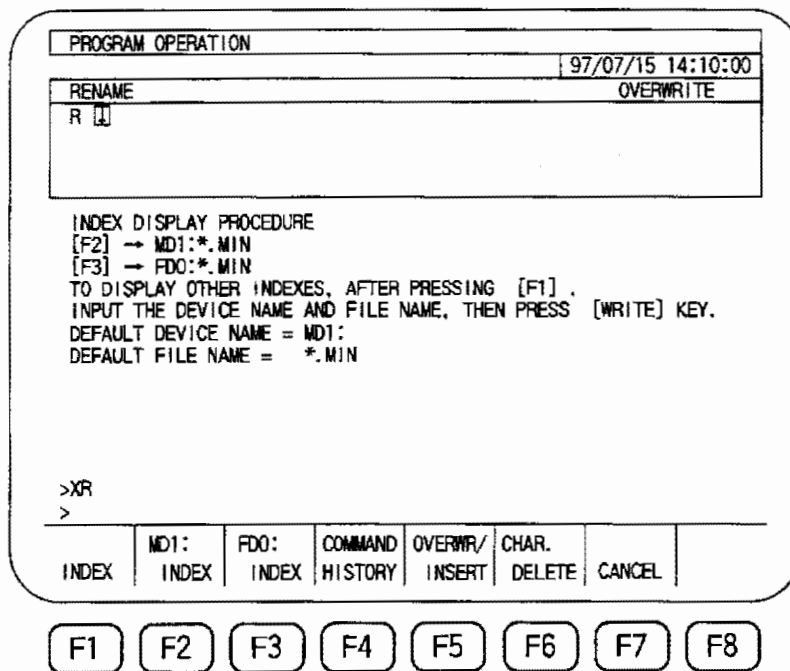 PROGRAM OPERATION
97/07/15 14:10:00
RENAME OVERWRITE
R
INDEX DISPLAY PROCEDURE
[F2] → MD1:*.MIN
[F3] → FD0:*.MIN
TO DISPLAY OTHER INDEXES, AFTER PRESSING [F1] .
INPUT THE DEVICE NAME AND FILE NAME, THEN PRESS [WRITE] KEY.
DEFAULT DEVICE NAME = MD1:
DEFAULT FILE NAME = *.MIN
>XR
>
MD1: FD0: COMMAND OVERWR/ CHAR.
INDEX INDEX INDEX HISTORY INSERT DELETE CANCEL
F1 F2 F3 F4 F5 F6 F7 F8